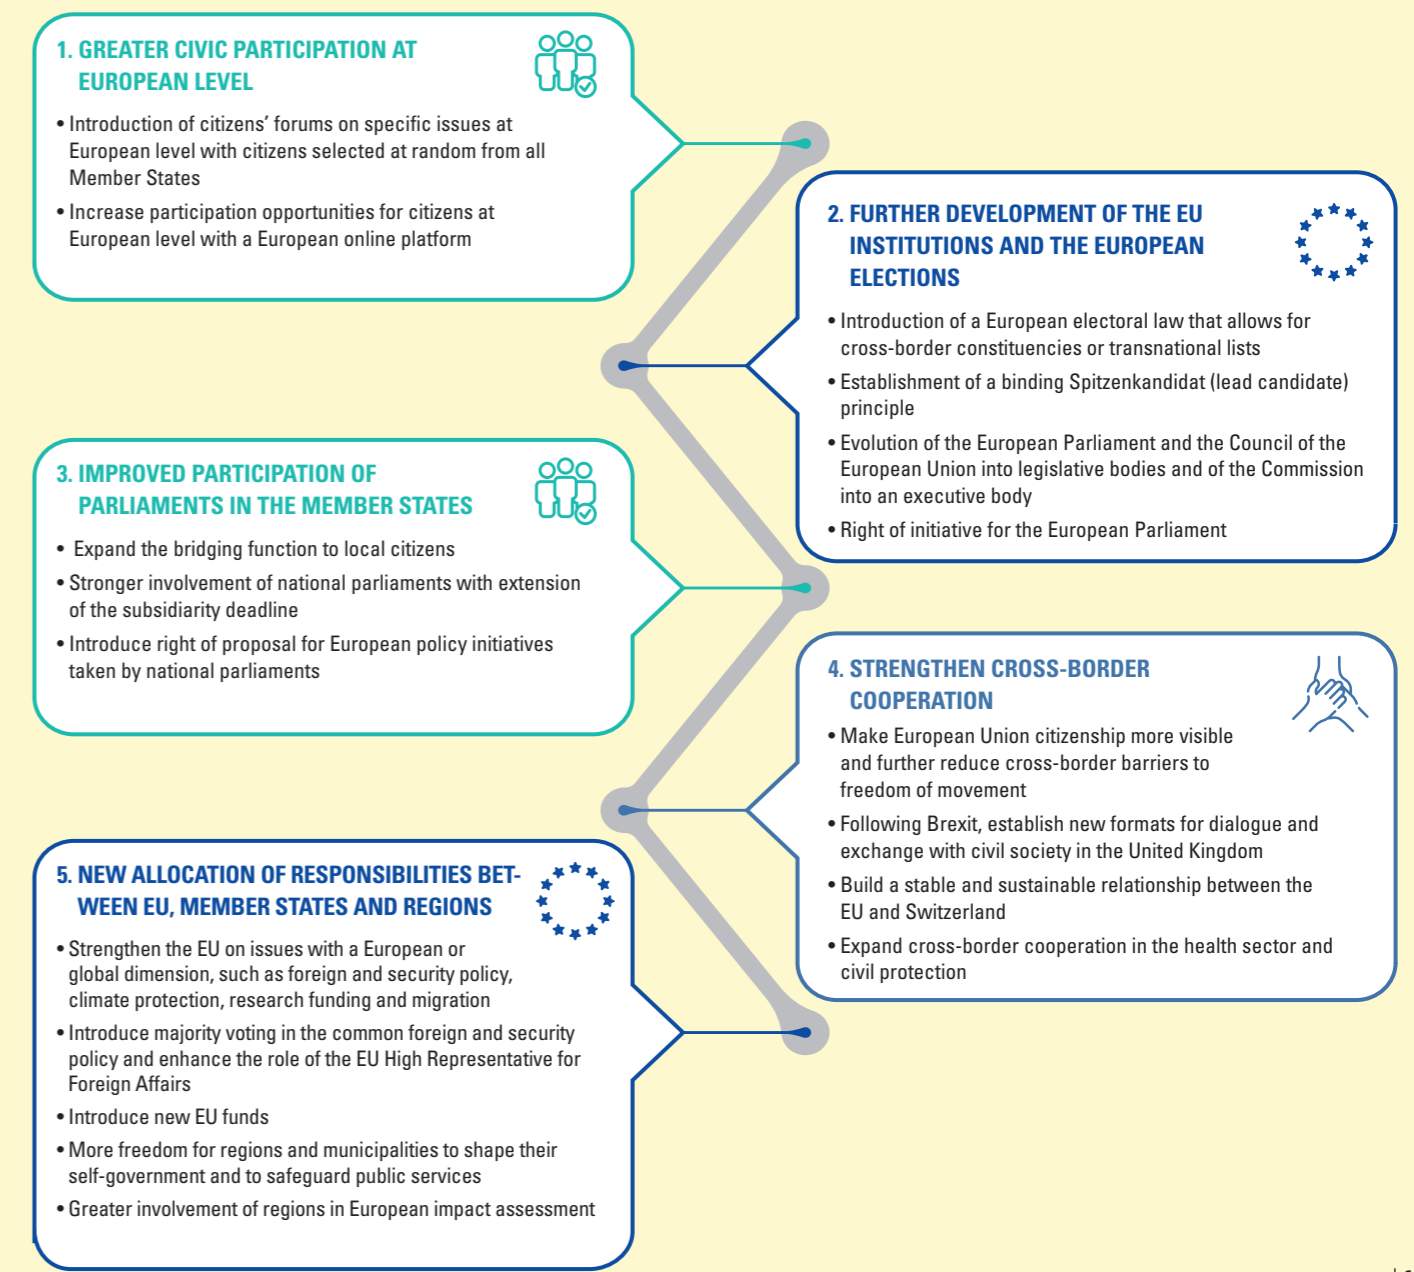 1. GREATER CIVIC PARTICIPATION AT
EUROPEAN LEVEL
• Introduction of citizens’ forums on specific issues at
European level with citizens selected at random from all
Member States
• Increase participation opportunities for citizens at
European level with a European online platform
2. FURTHER DEVELOPMENT OF THE EU
INSTITUTIONS AND THE EUROPEAN
ELECTIONS
• Introduction of a European electoral law that allows for
cross-border constituencies or transnational lists
• Establishment of a binding Spitzenkandidat (lead candidate)
principle
• Evolution of the European Parliament and the Council of the
European Union into legislative bodies and of the Commission
into an executive body
• Right of initiative for the European Parliament
3. IMPROVED PARTICIPATION OF
PARLIAMENTS IN THE MEMBER STATES
• Expand the bridging function to local citizens
• Stronger involvement of national parliaments with extension
of the subsidiarity deadline
• Introduce right of proposal for European policy initiatives
taken by national parliaments
4. STRENGTHEN CROSS-BORDER
COOPERATION
• Make European Union citizenship more visible
and further reduce cross-border barriers to
freedom of movement
• Following Brexit, establish new formats for dialogue and
exchange with civil society in the United Kingdom
• Build a stable and sustainable relationship between the
EU and Switzerland
• Expand cross-border cooperation in the health sector and
civil protection
5. NEW ALLOCATION OF RESPONSIBILITIES BET-
WEEN EU, MEMBER STATES AND REGIONS
• Strengthen the EU on issues with a European or
global dimension, such as foreign and security policy,
climate protection, research funding and migration
• Introduce majority voting in the common foreign and security
policy and enhance the role of the EU High Representative for
Foreign Affairs
• Introduce new EU funds
• More freedom for regions and municipalities to shape their
self-government and to safeguard public services
• Greater involvement of regions in European impact assessment